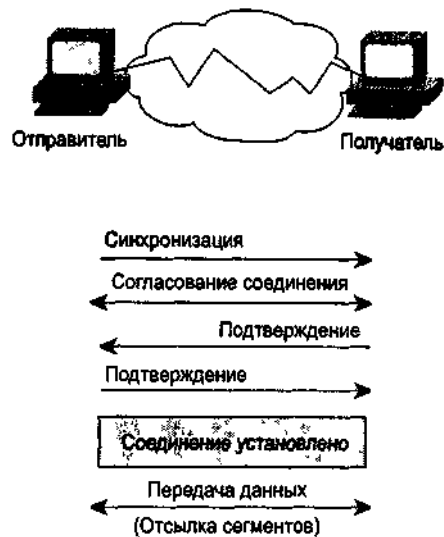 Отправитель
Получатель
Синхронизация
Согласование соединения
Подтверждение
Подтверждение
Соединение установлено
Передача данных
(Отсылка сегментов)